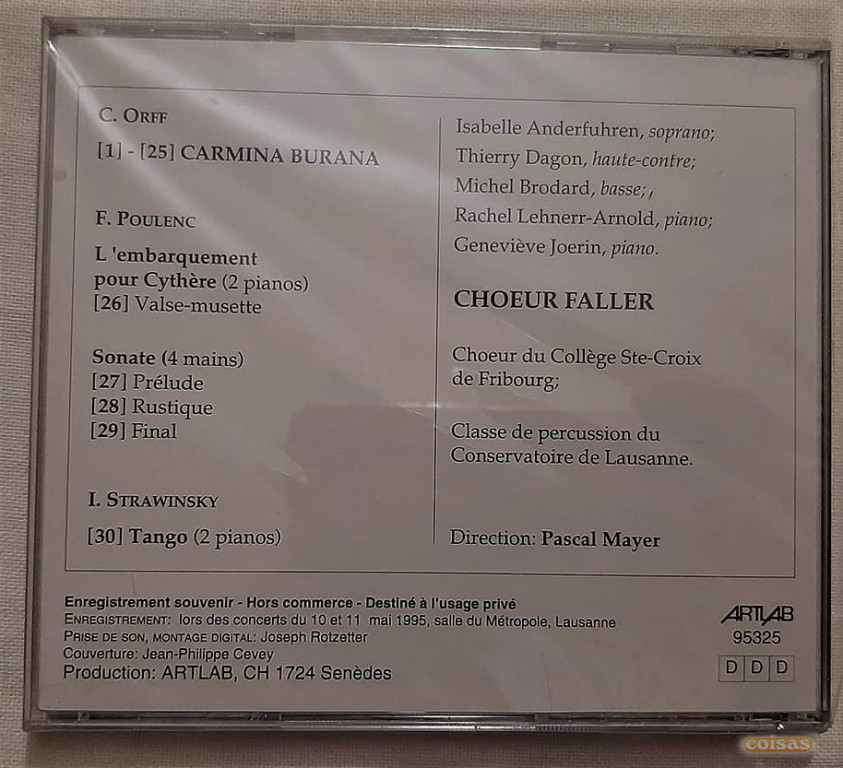 C. ORFF
[1] - [25] CARMINA BURANA
F. POULENC
L 'embarquement
pour Cythère (2 pianos)
[26] Valse-musette
Sonate (4 mains)
[27] Prélude
[28] Rustique
[29] Final
I. STRAWINSKY
[30] Tango (2 pianos)
Isabelle Anderfuhren, soprano;
Thierry Dagon, haute-contre;
Michel Brodard, basse;,
Rachel Lehnerr-Arnold, piano;
Geneviève Joerin, piano.
CHOEUR FALLER
Choeur du Collège Ste-Croix
de Fribourg;
Classe de percussion du
Conservatoire de Lausanne.
Direction: Pascal Mayer
Enregistrement souvenir - Hors commerce - Destiné à l'usage privé
ENREGISTREMENT: lors des concerts du 10 et 11 mai 1995, salle du Métropole, Lausanne
PRISE DE SON, MONTAGE DIGITAL: Joseph Rotzetter
Couverture: Jean-Philippe Cevey
Production: ARTLAB, CH 1724 Senèdes
ARTLAB
95325
D D D
coisas